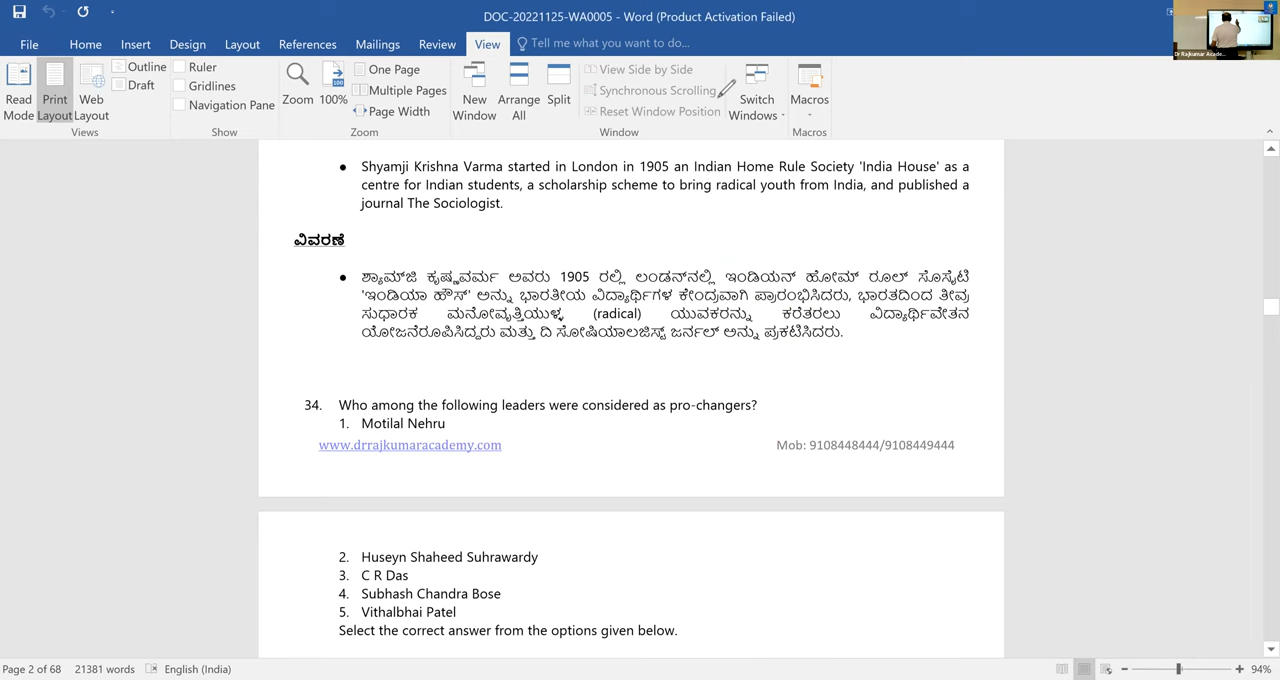 DOC-20221125-WA0005 - Word (Product Activation Failed)
File Home Insert Design Layout References Mailings Review View Tell me what you want to do...
Read Mode
Print Layout
Web Layout
Outline
Draft
Views
Ruler
Gridlines
Navigation Pane
Show
Zoom
100%
One Page
Multiple Pages
Page Width
Zoom
New Window
Arrange All
Split
View Side by Side
Synchronous Scrolling
Reset Window Position
Window
Switch Windows
Macros
Macros
Dr Rajkumar Acade...
• Shyamji Krishna Varma started in London in 1905 an Indian Home Rule Society 'India House' as a
centre for Indian students, a scholarship scheme to bring radical youth from India, and published a
journal The Sociologist.
ವಿವರಣೆ
• ಶ್ಯಾಮ್‌ಜಿ ಕೃಷ್ಣವರ್ಮ ಅವರು 1905 ರಲ್ಲಿ ಲಂಡನ್‌ನಲ್ಲಿ ಇಂಡಿಯನ್ ಹೋಮ್ ರೂಲ್ ಸೊಸೈಟಿ
'ಇಂಡಿಯಾ ಹೌಸ್' ಅನ್ನು ಭಾರತೀಯ ವಿದ್ಯಾರ್ಥಿಗಳ ಕೇಂದ್ರವಾಗಿ ಪ್ರಾರಂಭಿಸಿದರು, ಭಾರತದಿಂದ ತೀವ್ರ
ಸುಧಾರಕ ಮನೋವೃತ್ತಿಯುಳ್ಳ (radical) ಯುವಕರನ್ನು ಕರೆತರಲು ವಿದ್ಯಾರ್ಥಿವೇತನ
ಯೋಜನೆರೂಪಿಸಿದ್ದರು ಮತ್ತು ದಿ ಸೋಷಿಯಾಲಜಿಸ್ಟ್ ಜರ್ನಲ್ ಅನ್ನು ಪ್ರಕಟಿಸಿದರು.
34. Who among the following leaders were considered as pro-changers?
1. Motilal Nehru
www.drrajkumaracademy.com Mob: 9108448444/9108449444
2. Huseyn Shaheed Suhrawardy
3. C R Das
4. Subhash Chandra Bose
5. Vithalbhai Patel
Select the correct answer from the options given below.
Page 2 of 68 21381 words English (India) 94%